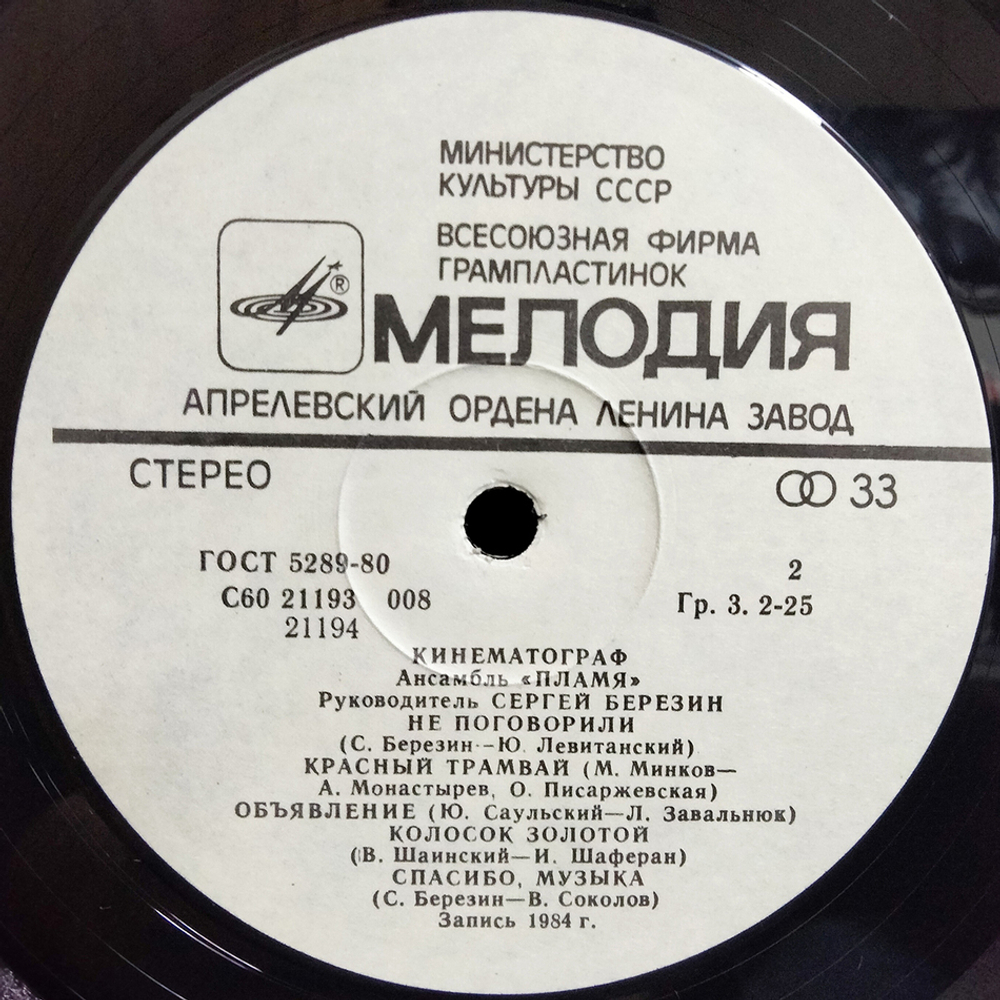 МИНИСТЕРСТВО
КУЛЬТУРЫ СССР
ВСЕСОЮЗНАЯ ФИРМА
ГРАМПЛАСТИНОК
®
МЕЛОДИЯ
АПРЕЛЕВСКИЙ ОРДЕНА ЛЕНИНА ЗАВОД
СТЕРЕО
33
ГОСТ 5289-80
2
С60 21193 008
Гр. 3. 2-25
21194
КИНЕМАТОГРАФ
Ансамбль «ПЛАМЯ»
Руководитель СЕРГЕЙ БЕРЕЗИН
НЕ ПОГОВОРИЛИ
(С. Березин--Ю. Левитанский)
КРАСНЫЙ ТРАМВАЙ (М. Минков—
А. Монастырев, О. Писаржевская)
ОБЪЯВЛЕНИЕ (Ю. Саульский—Л. Завальнюк)
КОЛОСОК ЗОЛОТОЙ
(В. Шаинский—И. Шаферан)
СПАСИБО, МУЗЫКА
(С. Березин—В. Соколов)
Запись 1984 г.